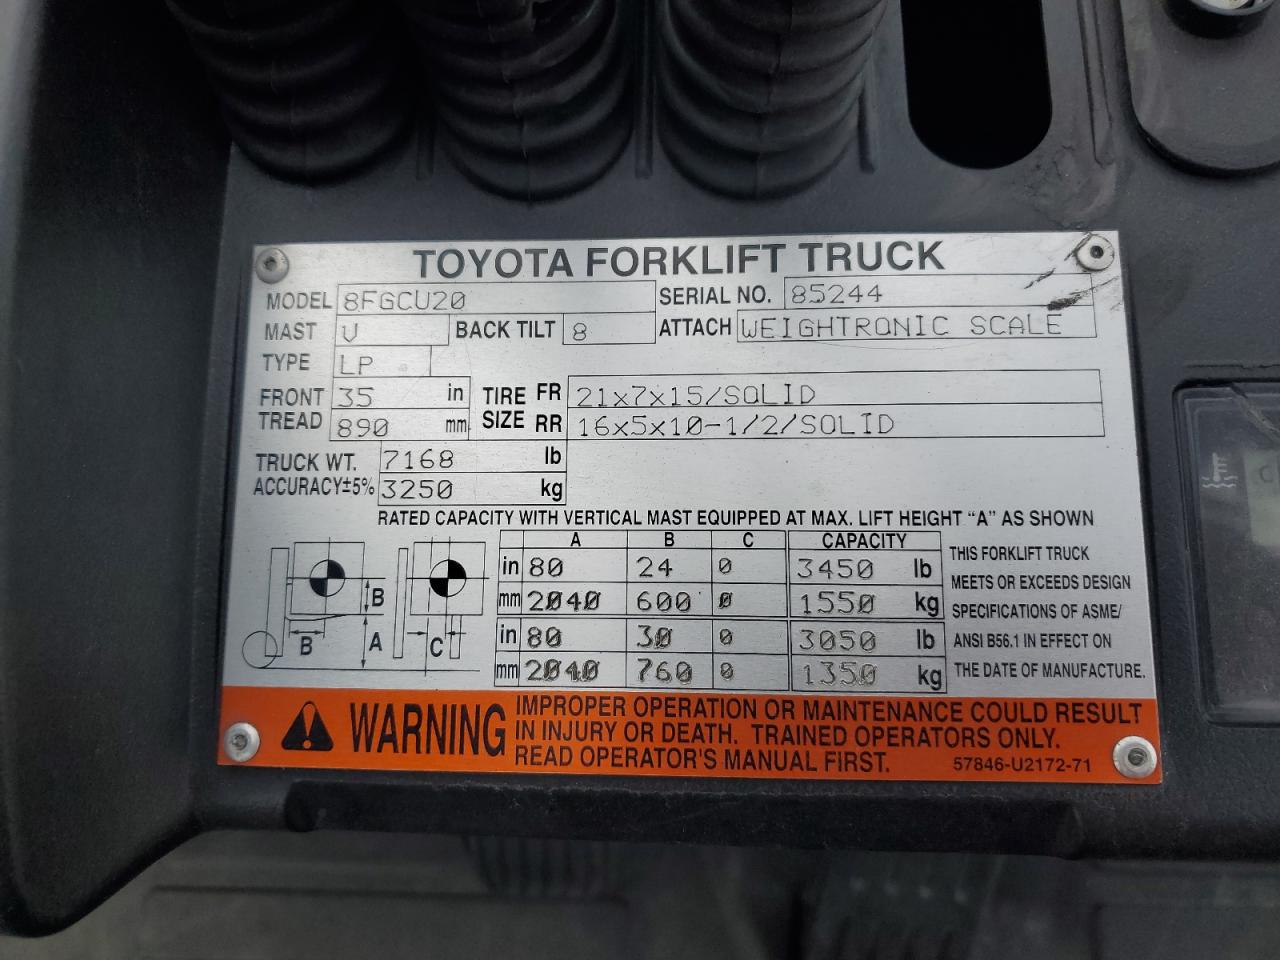 TOYOTA FORKLIFT TRUCK
MODEL 8FGCU20 SERIAL NO. 85244
MAST V BACK TILT 8 ATTACH WEIGHTRONIC SCALE
TYPE LP
FRONT TREAD 35 in TIRE SIZE FR 21x7x15/SOLID
890 mm RR 16x5x10-1/2/SOLID
TRUCK WT. 7168 lb
ACCURACY±5% 3250 kg
RATED CAPACITY WITH VERTICAL MAST EQUIPPED AT MAX. LIFT HEIGHT "A" AS SHOWN
A B C CAPACITY
in 80 24 0 3450 lb
mm 2040 600 0 1550 kg
in 80 30 0 3050 lb
mm 2040 760 0 1350 kg
B B A C
THIS FORKLIFT TRUCK
MEETS OR EXCEEDS DESIGN
SPECIFICATIONS OF ASME/
ANSI B56.1 IN EFFECT ON
THE DATE OF MANUFACTURE.
WARNING
IMPROPER OPERATION OR MAINTENANCE COULD RESULT
IN INJURY OR DEATH. TRAINED OPERATORS ONLY.
READ OPERATOR'S MANUAL FIRST. 57846-U2172-71